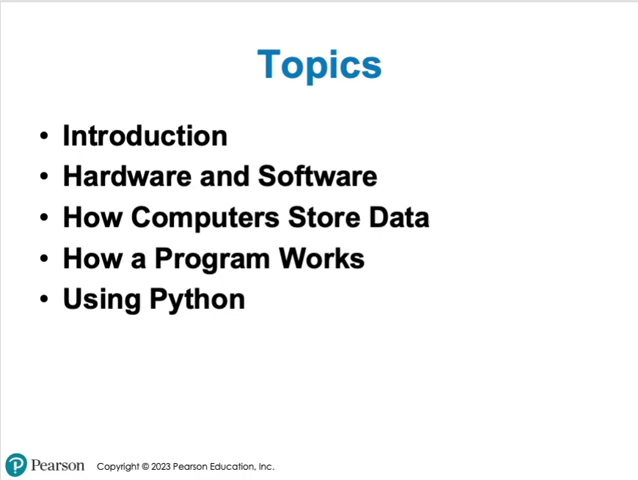 Topics
• Introduction
• Hardware and Software
• How Computers Store Data
• How a Program Works
• Using Python
P Pearson Copyright © 2023 Pearson Education, Inc.